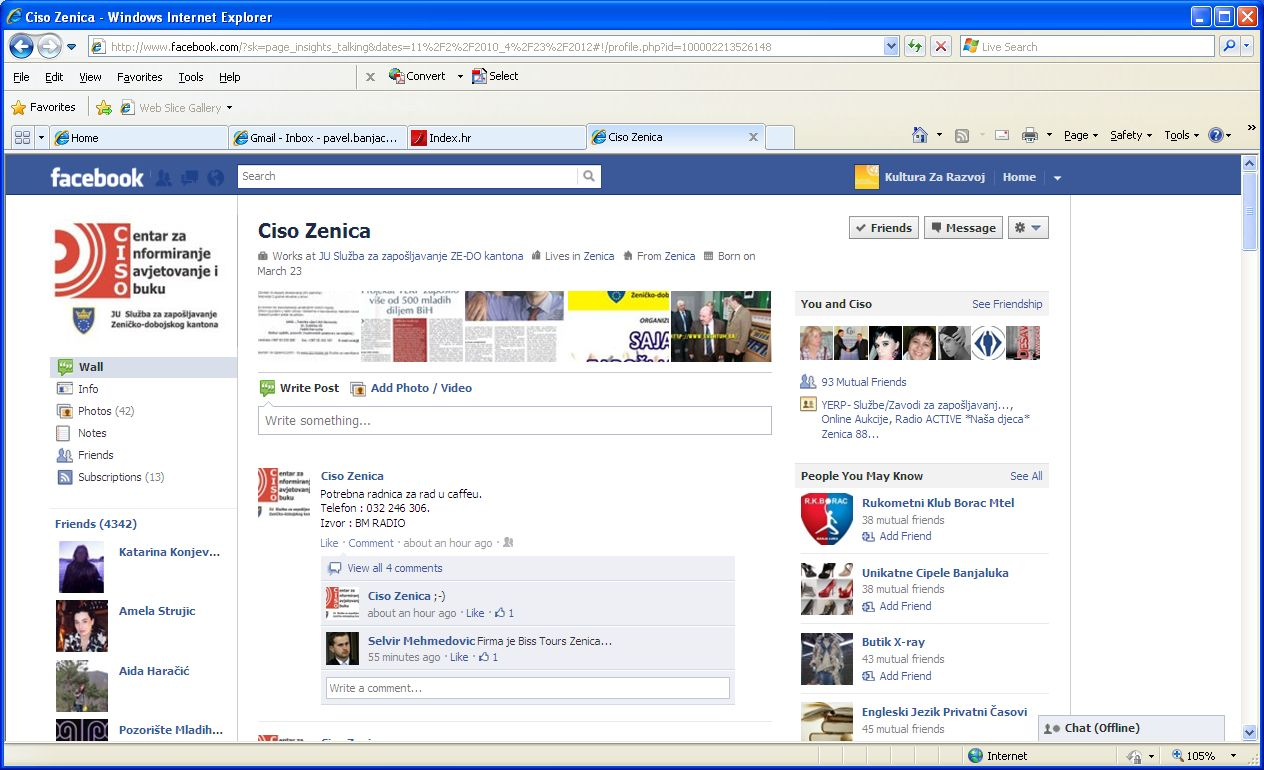 Ciso Zenica - Windows Internet Explorer
http://www.facebook.com/?sk=page_insights_talking&dates=11%2F2%2F2010_4%2F23%2F2012#!/profile.php?id=100002213526148
Live Search
File Edit View Favorites Tools Help
Convert Select
Favorites Web Slice Gallery
Home Gmail - Inbox - pavel.banjac... Index.hr Ciso Zenica
Page Safety Tools
facebook Search Kultura Za Razvoj Home
CISO
Centar za
Informiranje
Savjetovanje i
Obuku
JU Služba za zapošljavanje
Zeničko-dobojskog kantona
Wall
Info
Photos (42)
Notes
Friends
Subscriptions (13)
Friends (4342)
Katarina Konjev...
Amela Strujic
Aida Haračić
Pozorište Mladih...
Ciso Zenica
Works at JU Služba za zapošljavanje ZE-DO kantona Lives in Zenica From Zenica Born on
March 23
više od 500 mladih
diljem BiH
ORGANIZ
SAJA
Write Post Add Photo / Video
Write something...
Ciso Zenica
Potrebna radnica za rad u caffeu.
Telefon : 032 246 306.
Izvor : BM RADIO
Like · Comment · about an hour ago ·
View all 4 comments
Ciso Zenica ;-)
about an hour ago · Like · 1
Selvir Mehmedovic Firma je Biss Tours Zenica...
55 minutes ago · Like · 1
Write a comment...
Ciso Zenica
Friends Message
You and Ciso See Friendship
93 Mutual Friends
YERP- Službe/Zavodi za zapošljavanj...,
Online Aukcije, Radio ACTIVE *Naša djeca*
Zenica 88...
People You May Know See All
R.K.BORAC
Rukometni Klub Borac Mtel
38 mutual friends
Add Friend
Unikatne Cipele Banjaluka
38 mutual friends
Add Friend
Butik X-ray
43 mutual friends
Add Friend
Engleski Jezik Privatni Časovi
45 mutual friends
Chat (Offline)
Internet 105%